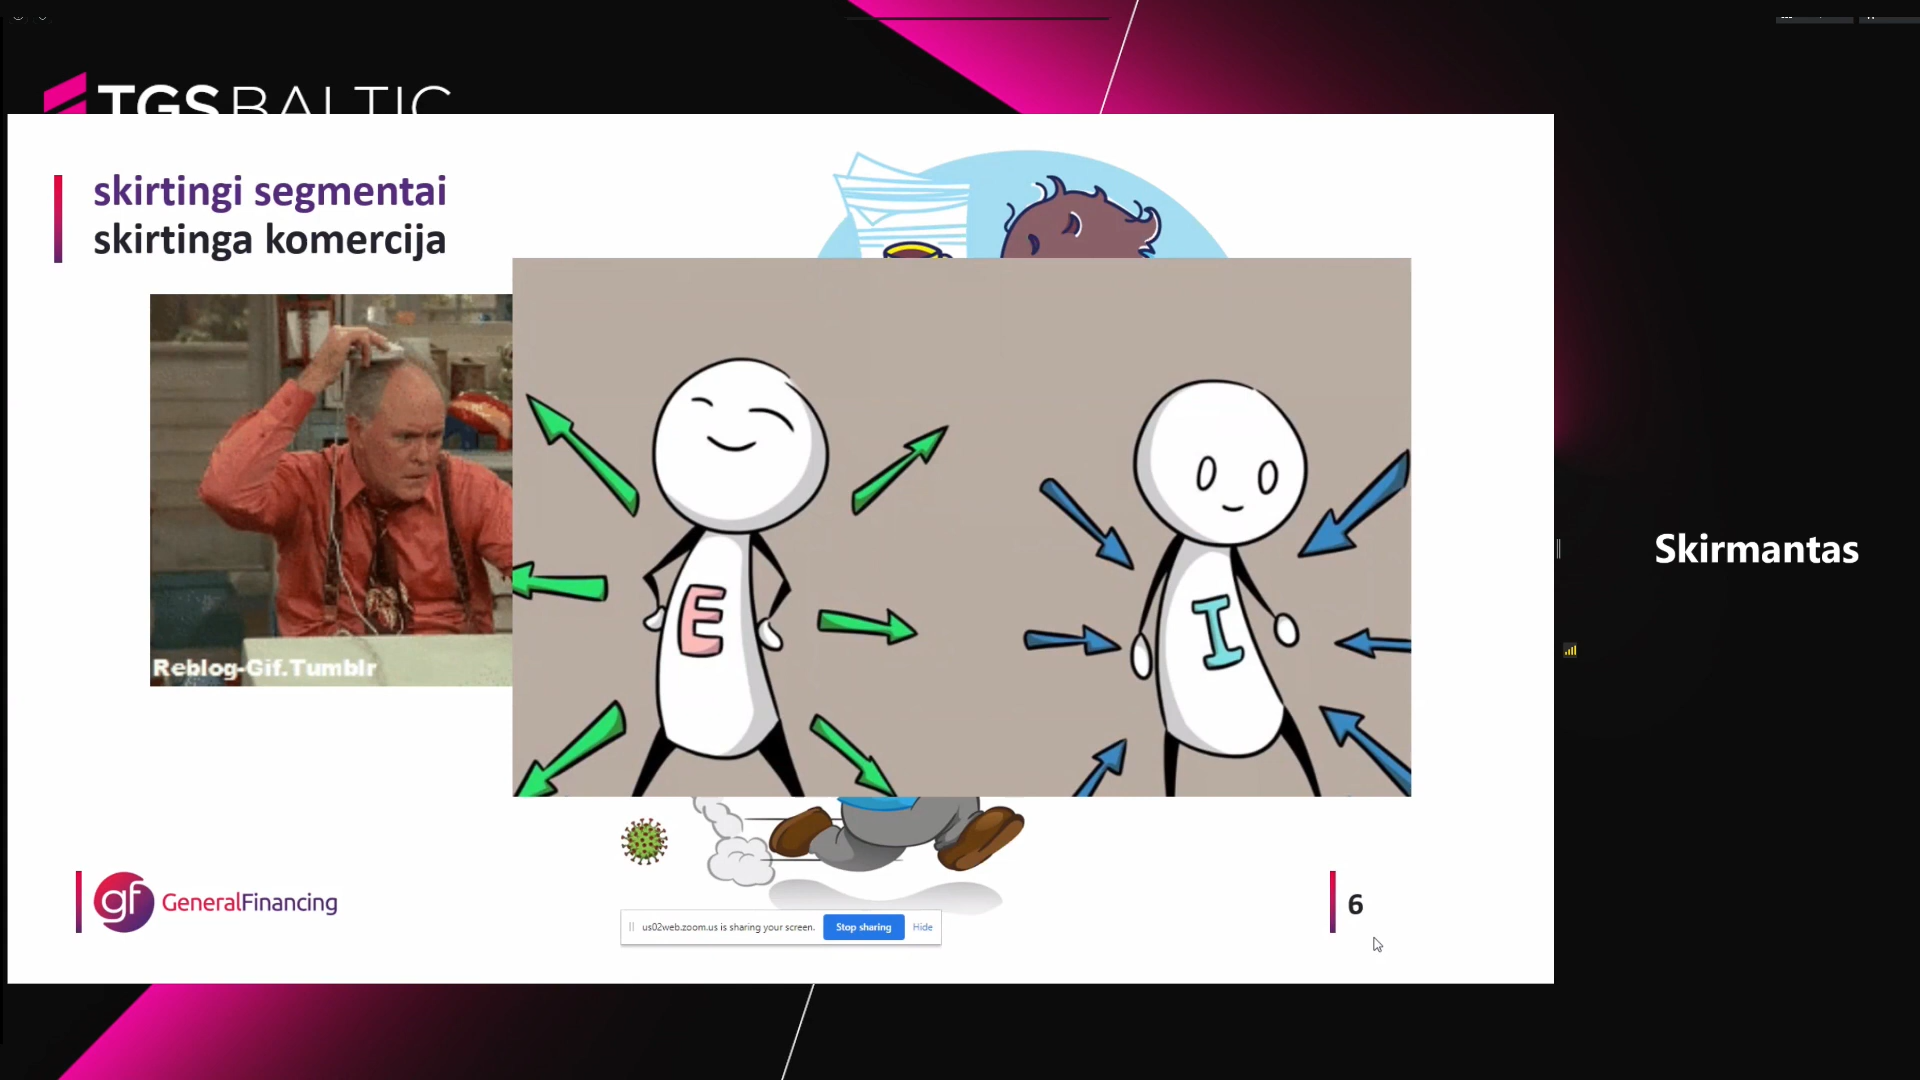 TGS BALTIC
skirtingi segmentai
skirtinga komercija
Reblog-Gif.Tumblr
E
I
Skirmantas
gf GeneralFinancing
us02web.zoom.us is sharing your screen. Stop sharing Hide
6